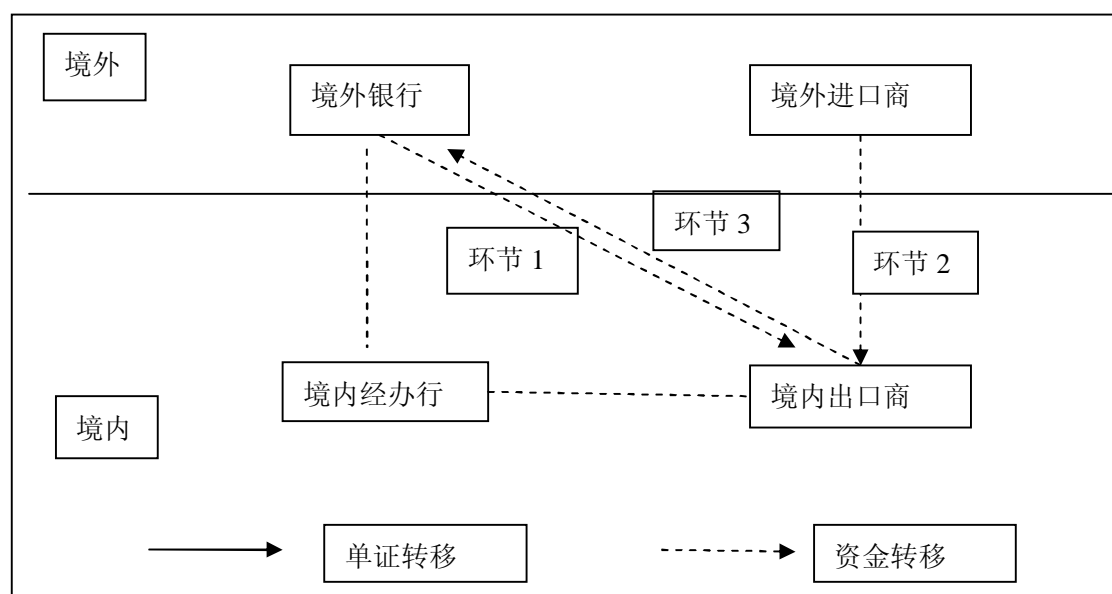 境外
境外银行
境外进口商
环节 3
环节 1
环节 2
境内经办行
境内出口商
境内
单证转移
资金转移